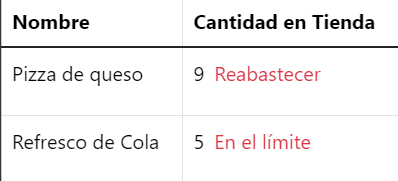 Nombre Cantidad en Tienda
Pizza de queso 9 Reabastecer
Refresco de Cola 5 En el límite